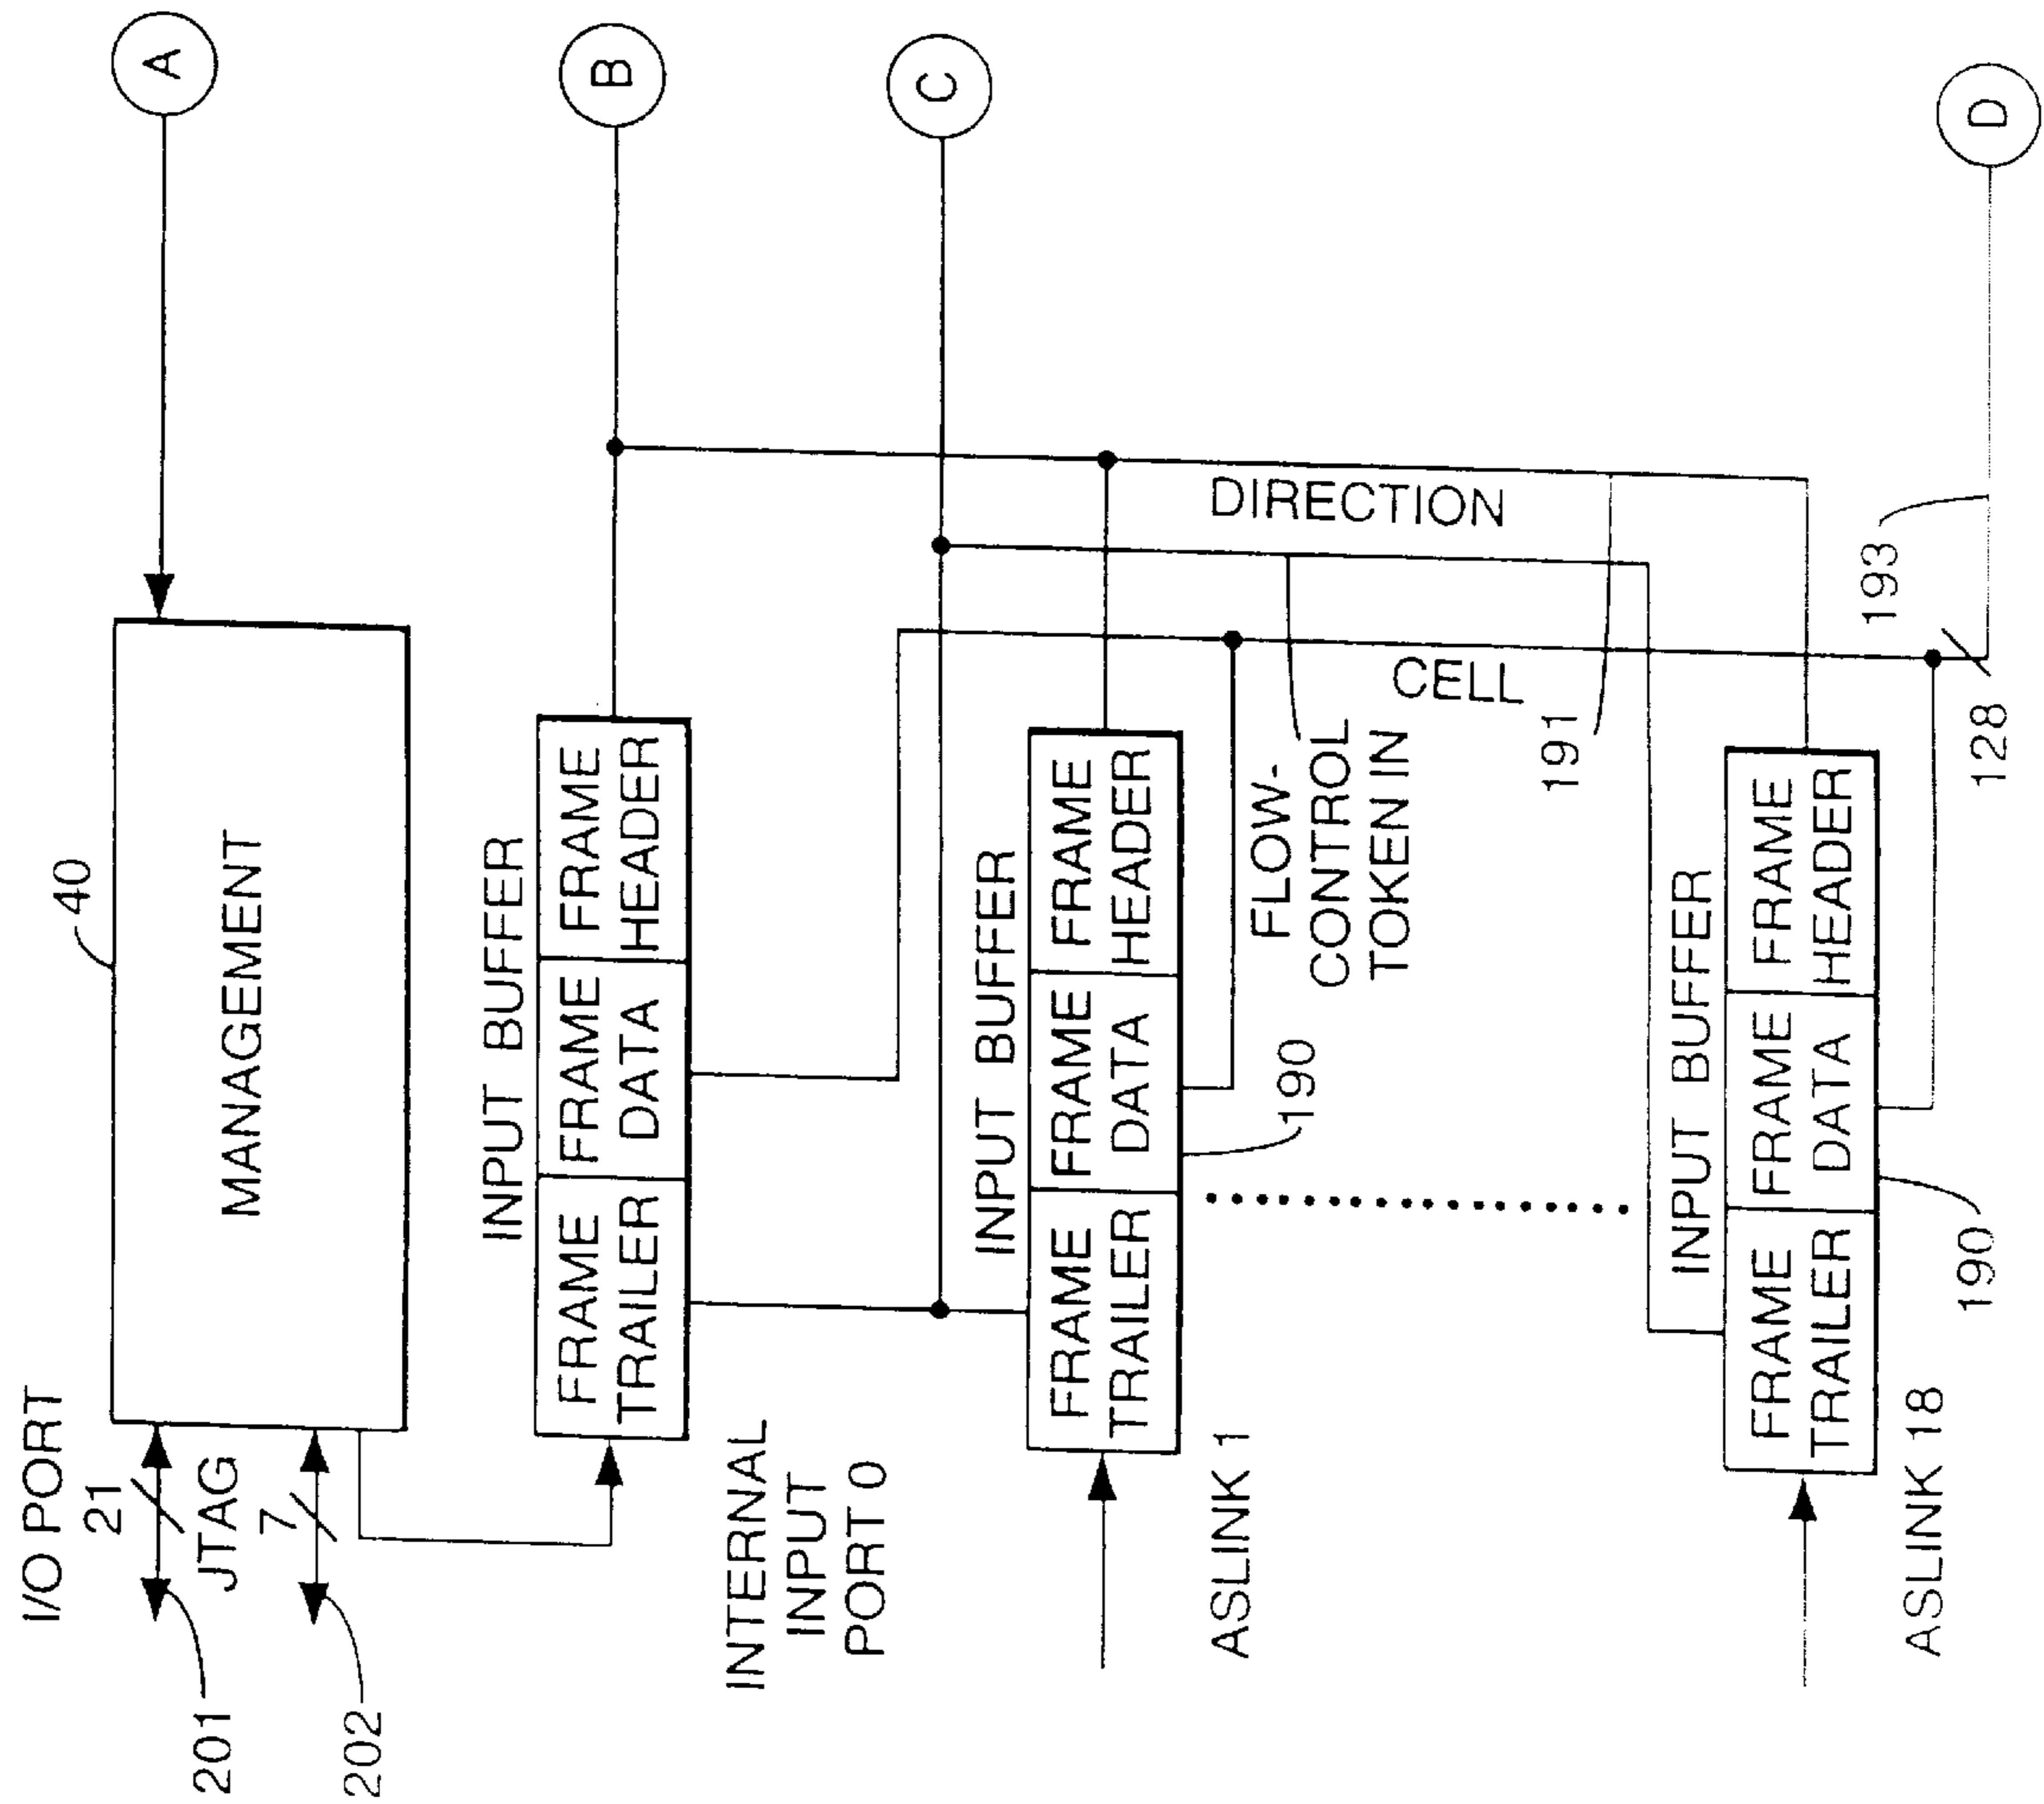 I/O PORT
21
JTAG
7
201
202
40
MANAGEMENT
A
INTERNAL
INPUT
PORT 0
INPUT BUFFER
FRAME
TRAILER
FRAME
DATA
FRAME
HEADER
B
C
ASLINK 1
INPUT BUFFER
FRAME
TRAILER
FRAME
DATA
FRAME
HEADER
190
FLOW-
CONTROL
TOKEN IN
DIRECTION
CELL
191
ASLINK 18
INPUT BUFFER
FRAME
TRAILER
FRAME
DATA
FRAME
HEADER
190
128
193
D